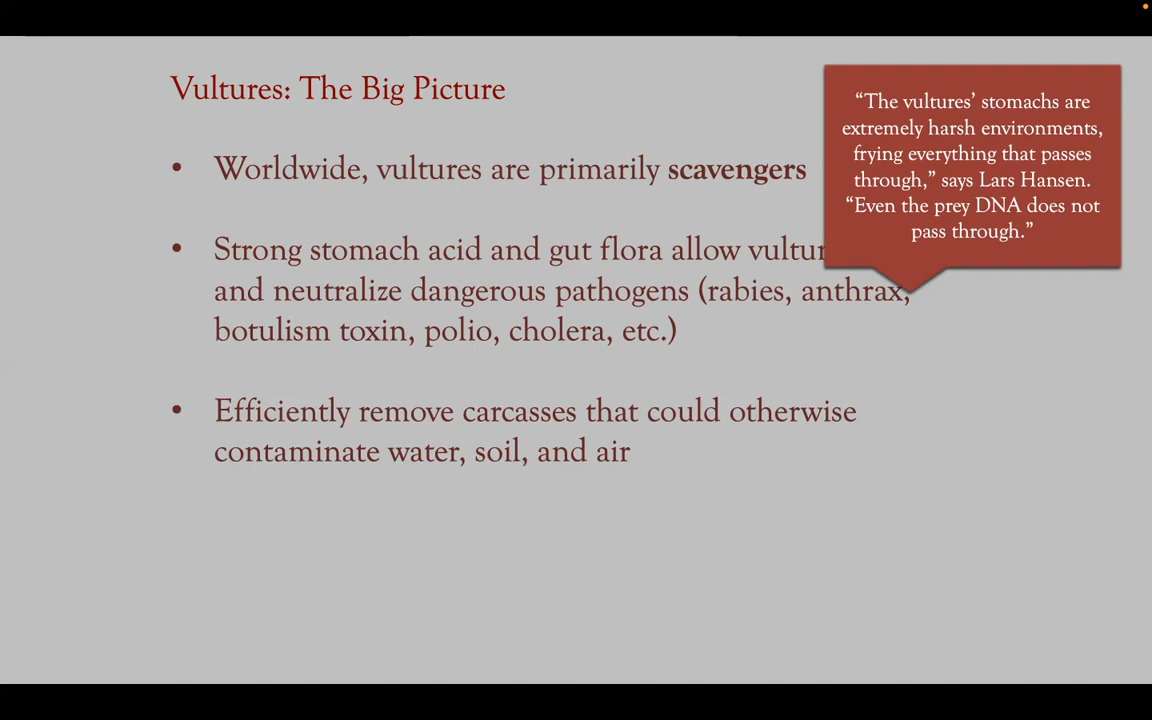 Vultures: The Big Picture
• Worldwide, vultures are primarily scavengers
• Strong stomach acid and gut flora allow
and neutralize dangerous pathogens (rabies, anthrax,
botulism toxin, polio, cholera, etc.)
• Efficiently remove carcasses that could otherwise
contaminate water, soil, and air
“The vultures’ stomachs are
extremely harsh environments,
frying everything that passes
through,” says Lars Hansen.
“Even the prey DNA does not
pass through.”